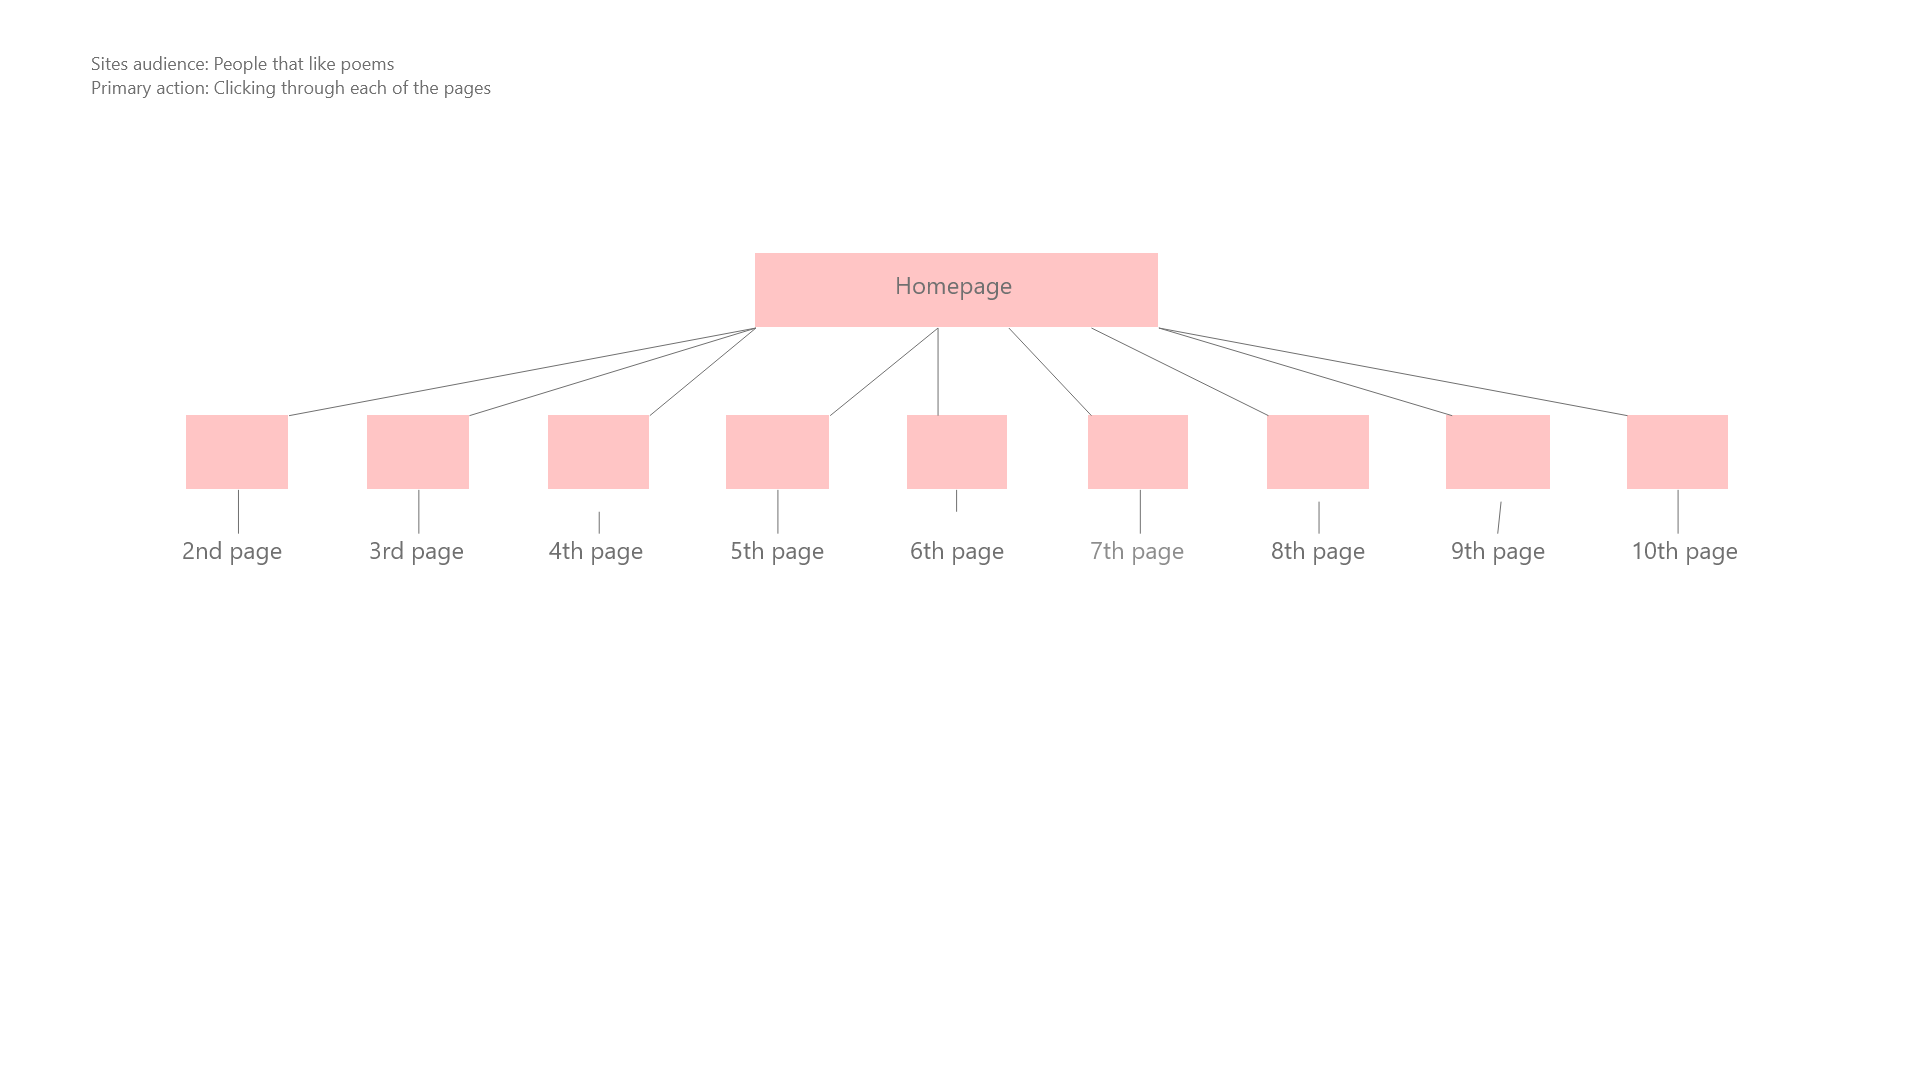 Sites audience: People that like poems
Primary action: Clicking through each of the pages
Homepage
2nd page
3rd page
4th page
5th page
6th page
7th page
8th page
9th page
10th page